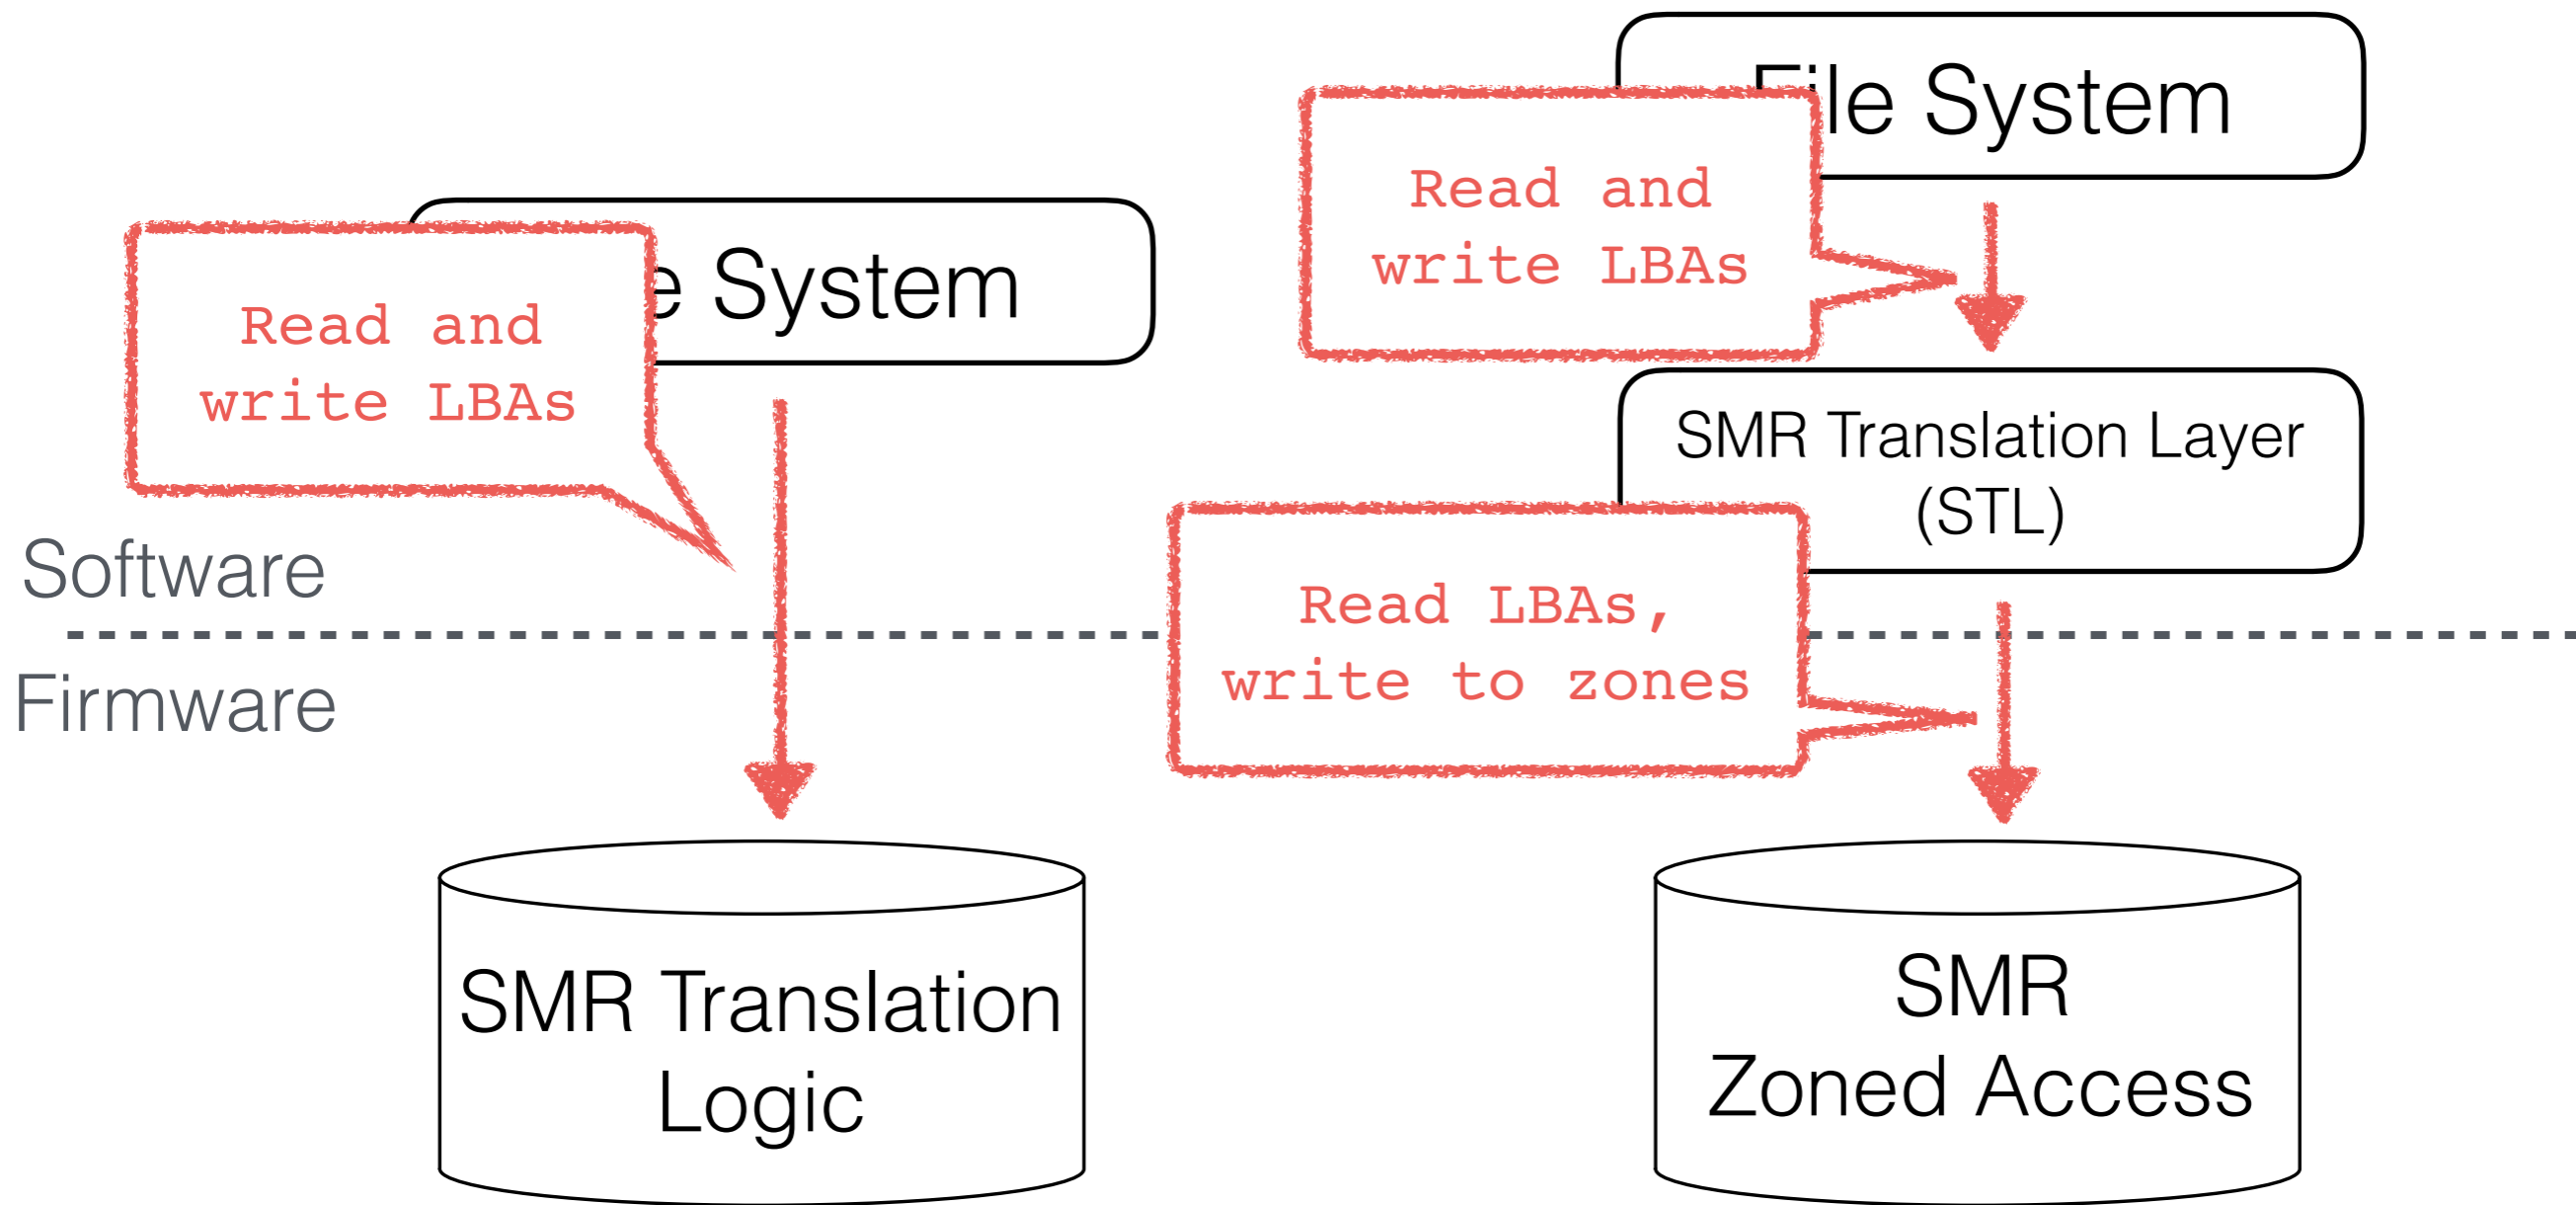 File System
Read and
write LBAs
e System
Read and
write LBAs
SMR Translation Layer
(STL)
Software
Read LBAs,
write to zones
Firmware
SMR Translation
Logic
SMR
Zoned Access